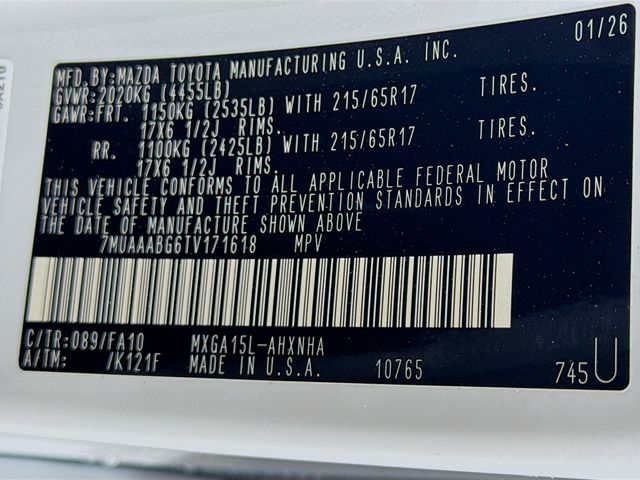 01/26
MFD.BY:MAZDA TOYOTA MANUFACTURING U.S.A. INC.
GVWR:2020KG (4455LB)
GAWR:FRT. 1150KG (2535LB) WITH 215/65R17 TIRES.
17X6 1/2J RIMS.
RR. 1100KG (2425LB) WITH 215/65R17 TIRES.
17X6 1/2J RIMS.
THIS VEHICLE CONFORMS TO ALL APPLICABLE FEDERAL MOTOR
VEHICLE SAFETY AND THEFT PREVENTION STANDARDS IN EFFECT ON
THE DATE OF MANUFACTURE SHOWN ABOVE
7MUAAABG6TV171618 MPV
C/TR:089/FA10 MXGA15L-AHXNHA
A/TM: /K121F MADE IN U.S.A. 10765 745U